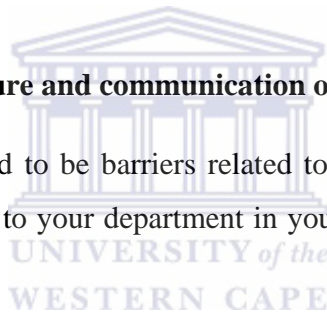 ure and communication o
d to be barriers related to
to your department in you
UNIVERSITY of the
WESTERN CAPE